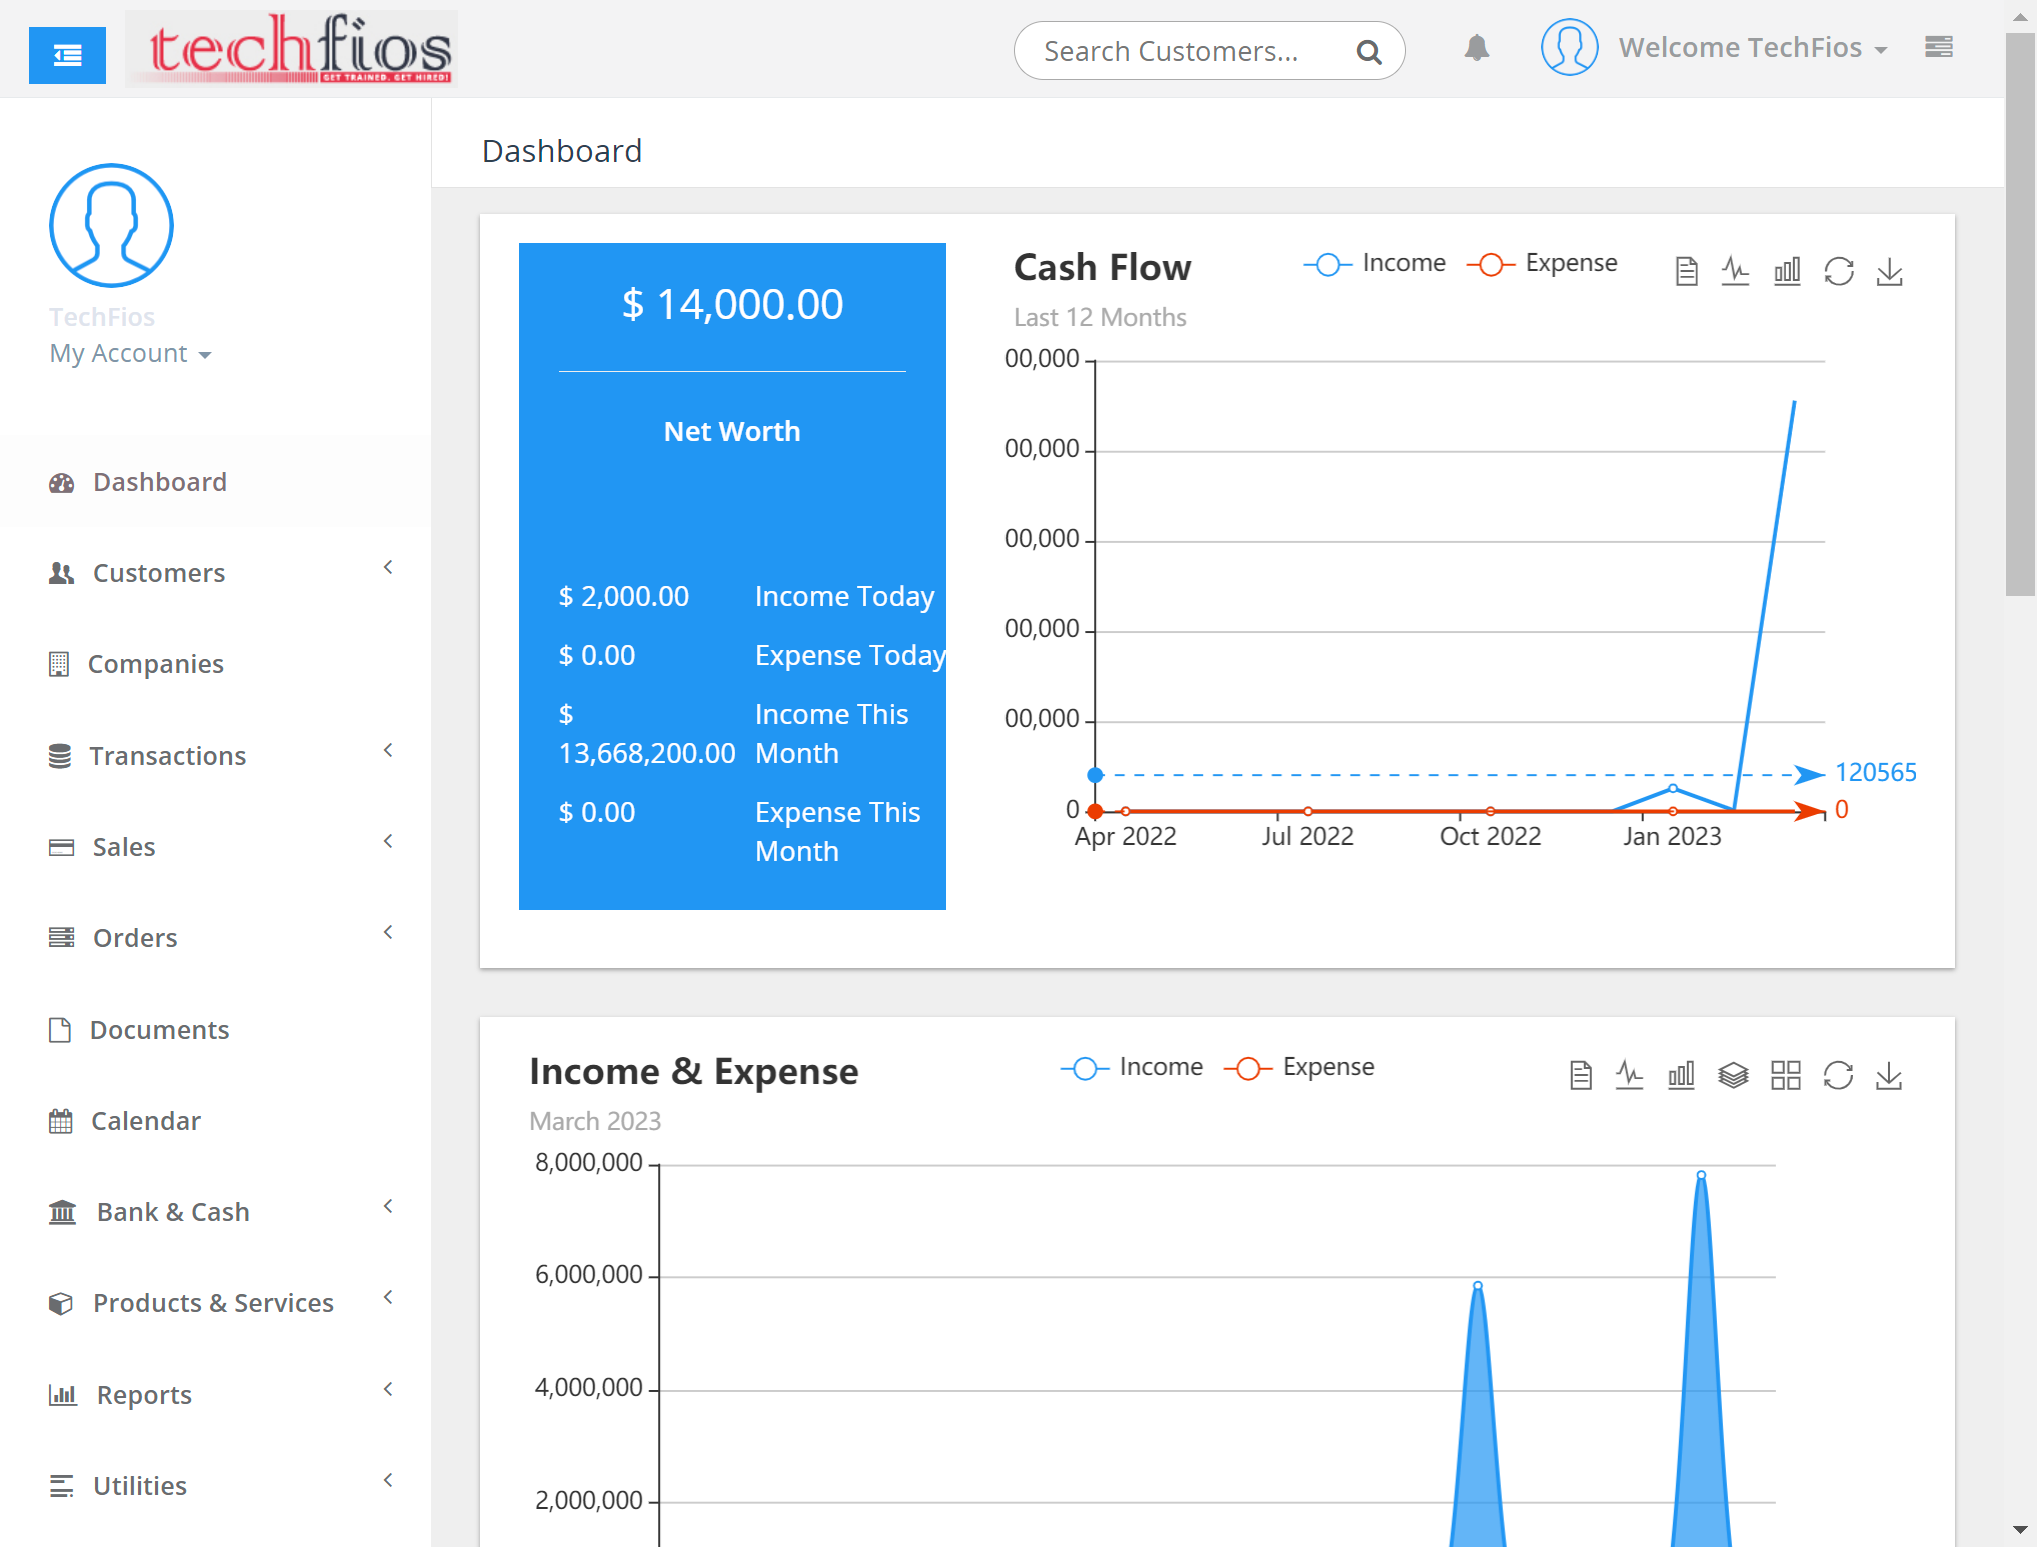 techfios
GET TRAINED. GET HIRED!
Search Customers...
Welcome TechFios
TechFios
My Account
Dashboard
Customers
Companies
Transactions
Sales
Orders
Documents
Calendar
Bank & Cash
Products & Services
Reports
Utilities
Dashboard
$ 14,000.00
Net Worth
$ 2,000.00 Income Today
$ 0.00 Expense Today
$ Income This
13,668,200.00 Month
$ 0.00 Expense This
Month
Cash Flow
Income Expense
Last 12 Months
00,000
00,000
00,000
00,000
00,000
120565
0
0
Apr 2022 Jul 2022 Oct 2022 Jan 2023
Income & Expense
Income Expense
March 2023
8,000,000
6,000,000
4,000,000
2,000,000